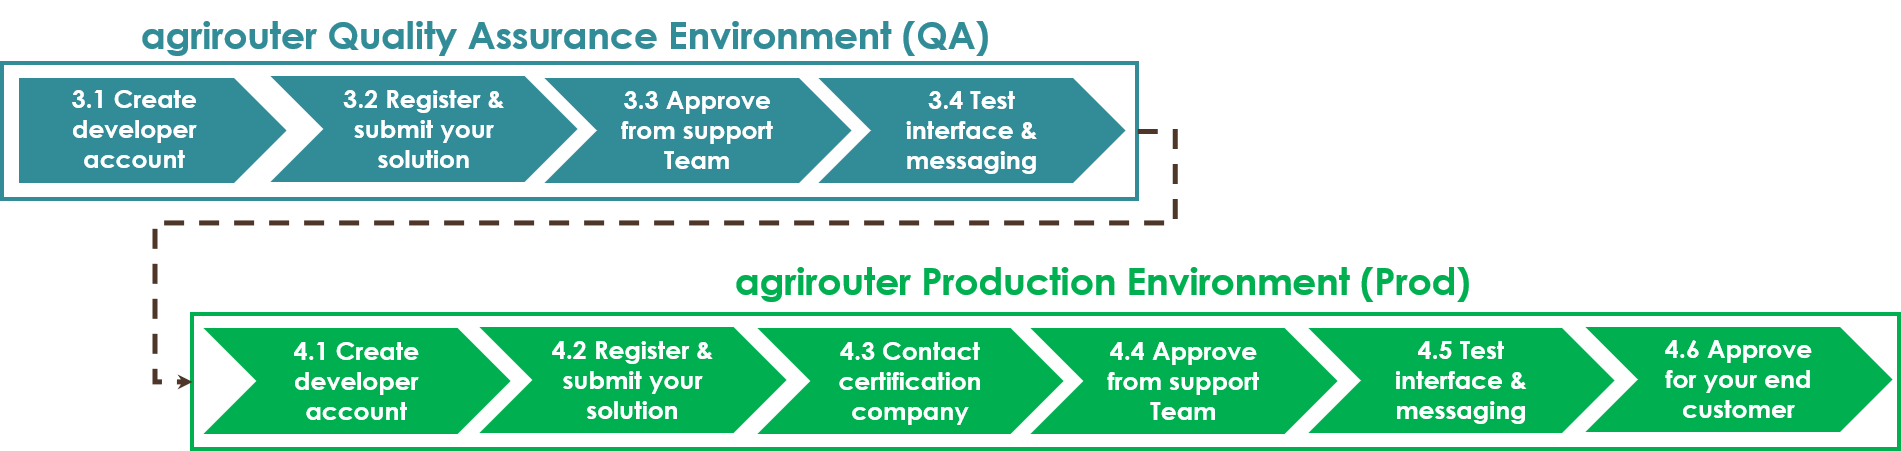 agrirouter Quality Assurance Environment (QA)
3.1 Create
developer
account
3.2 Register &
submit your
solution
3.3 Approve
from support
Team
3.4 Test
interface &
messaging
agrirouter Production Environment (Prod)
4.1 Create
developer
account
4.2 Register &
submit your
solution
4.3 Contact
certification
company
4.4 Approve
from support
Team
4.5 Test
interface &
messaging
4.6 Approve
for your end
customer